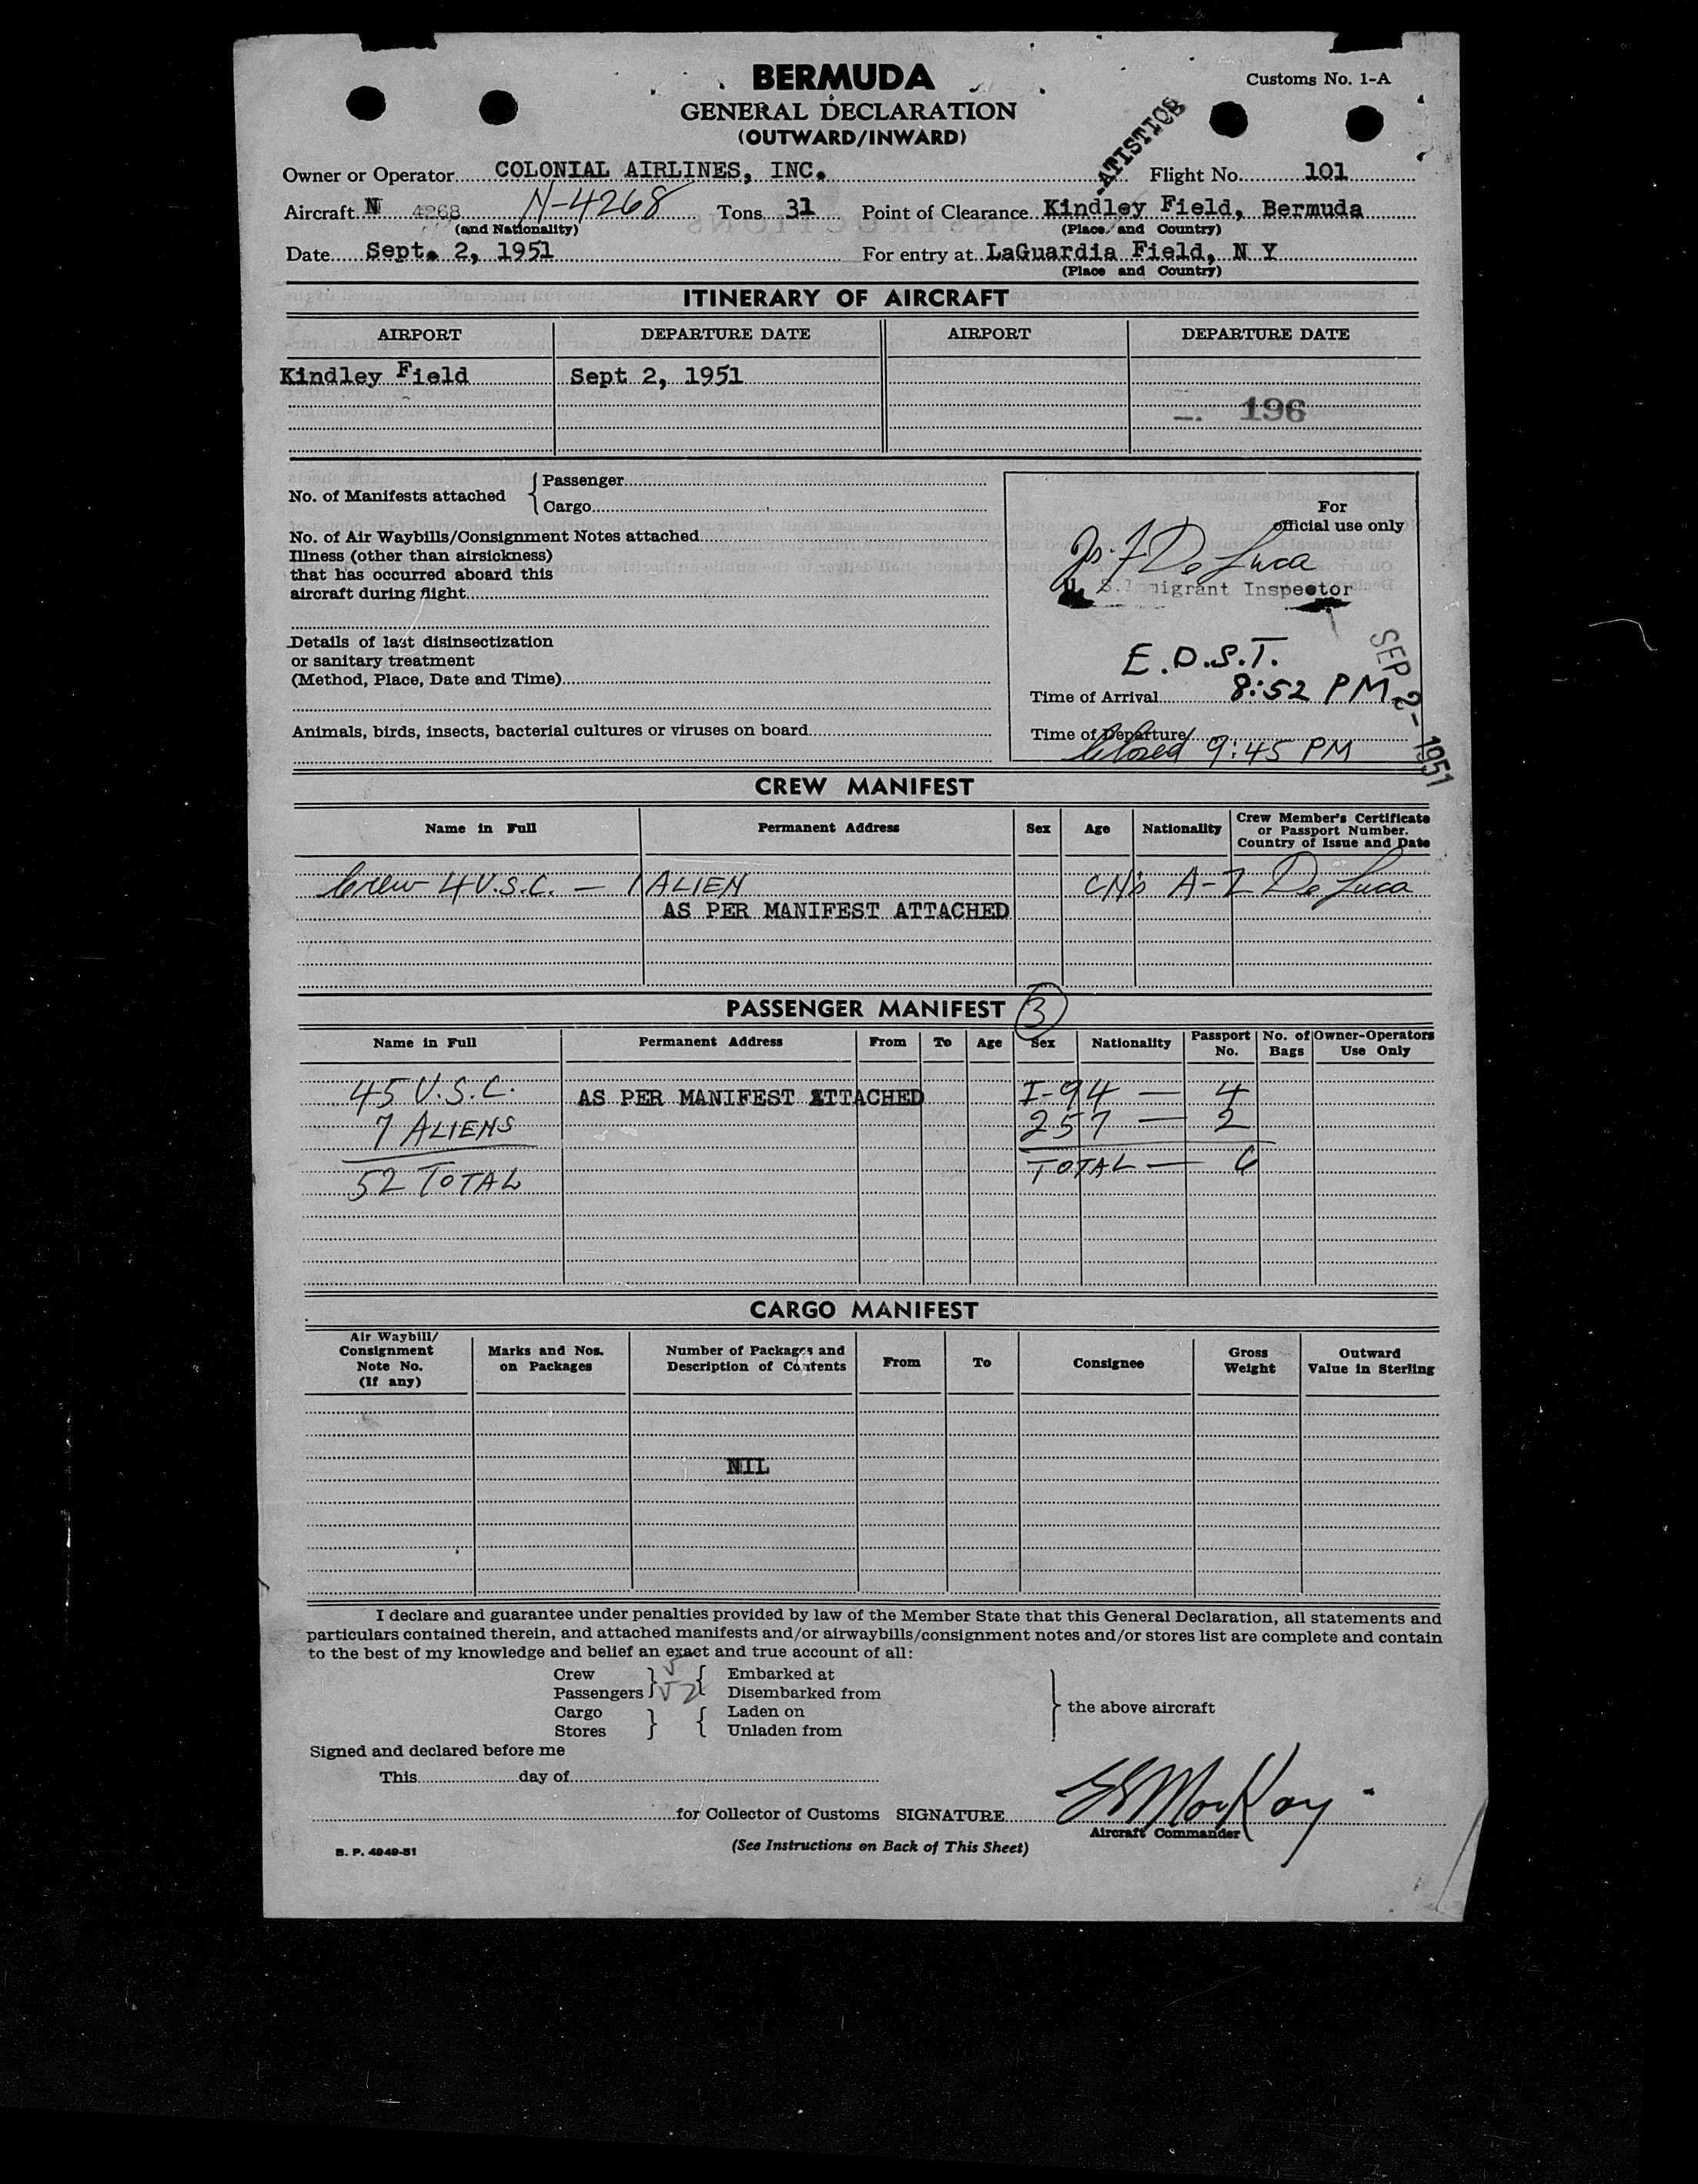 BERMUDA
Customs No. 1-A
GENERAL DECLARATION
(OUTWARD/INWARD)
ATISTICS
Owner or Operator COLONIAL AIRLINES, INC. Flight No. 101
Aircraft N 4268 N-4268 Tons 31 Point of Clearance Kindley Field, Bermuda
(and Nationality) (Place and Country)
Date Sept. 2, 1951 For entry at LaGuardia Field, N Y
(Place and Country)
ITINERARY OF AIRCRAFT
AIRPORT DEPARTURE DATE AIRPORT DEPARTURE DATE
Kindley Field Sept 2, 1951
196
No. of Manifests attached { Passenger
Cargo
For
official use only
No. of Air Waybills/Consignment Notes attached
Illness (other than airsickness)
that has occurred aboard this
aircraft during flight
De Luca
U. S. Immigrant Inspector
Details of last disinsectization
or sanitary treatment
(Method, Place, Date and Time)
E.D.S.T.
Time of Arrival 8:52 PM
SEP 2- 1951
Animals, birds, insects, bacterial cultures or viruses on board
Time of Departure
Closed 9:45 PM
CREW MANIFEST
Name in Full Permanent Address Sex Age Nationality Crew Member's Certificate
or Passport Number.
Country of Issue and Date
Crew 4 U.S.C. — 1 ALIEN De Luca
AS PER MANIFEST ATTACHED
PASSENGER MANIFEST 3
Name in Full Permanent Address From To Age Sex Nationality Passport No. No. of Bags Owner-Operators Use Only
45 U.S.C. AS PER MANIFEST ATTACHED I-94 — 4
7 ALIENS 257 — 2
52 TOTAL TOTAL — 6
CARGO MANIFEST
Air Waybill/
Consignment
Note No.
(If any)
Marks and Nos.
on Packages
Number of Packages and
Description of Contents
From
To
Consignee
Gross
Weight
Outward
Value in Sterling
NIL
I declare and guarantee under penalties provided by law of the Member State that this General Declaration, all statements and
particulars contained therein, and attached manifests and/or airwaybills/consignment notes and/or stores list are complete and contain
to the best of my knowledge and belief an exact and true account of all:
Crew 5 Embarked at
Passengers 52 Disembarked from
Cargo Laden on
Stores Unladen from
the above aircraft
Signed and declared before me
This day of
for Collector of Customs SIGNATURE
Aircraft Commander
B. P. 4949-51
(See Instructions on Back of This Sheet)